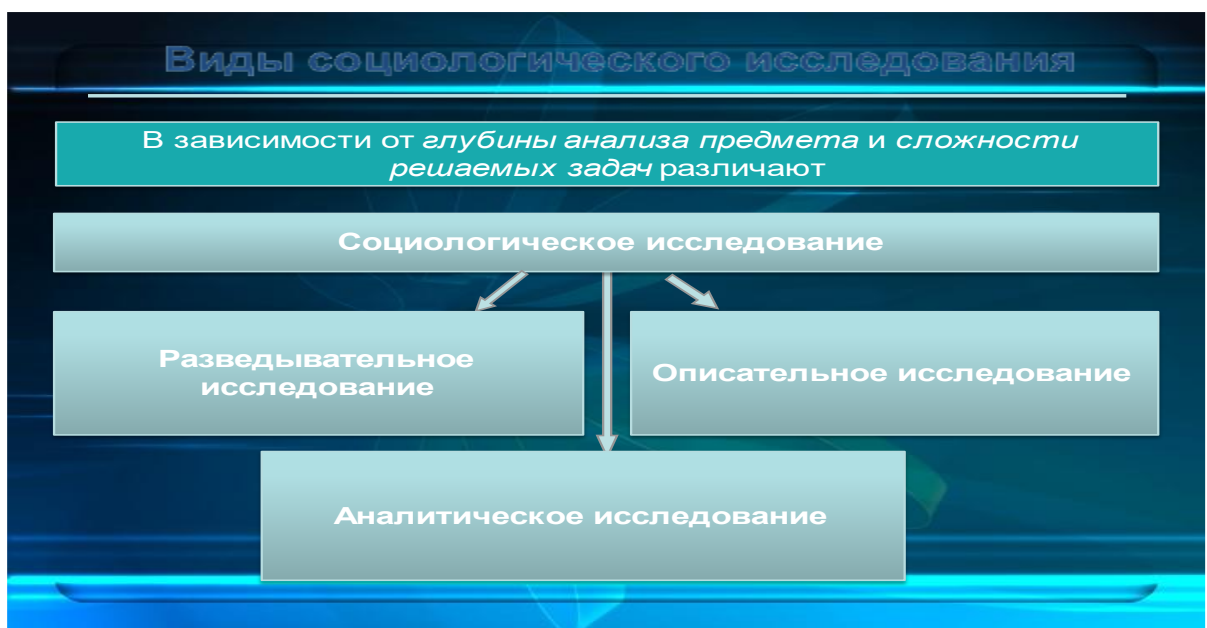 Виды социологического исследования
В зависимости от глубины анализа предмета и сложности
решаемых задач различают
Социологическое исследование
Разведывательное
исследование
Описательное исследование
Аналитическое исследование